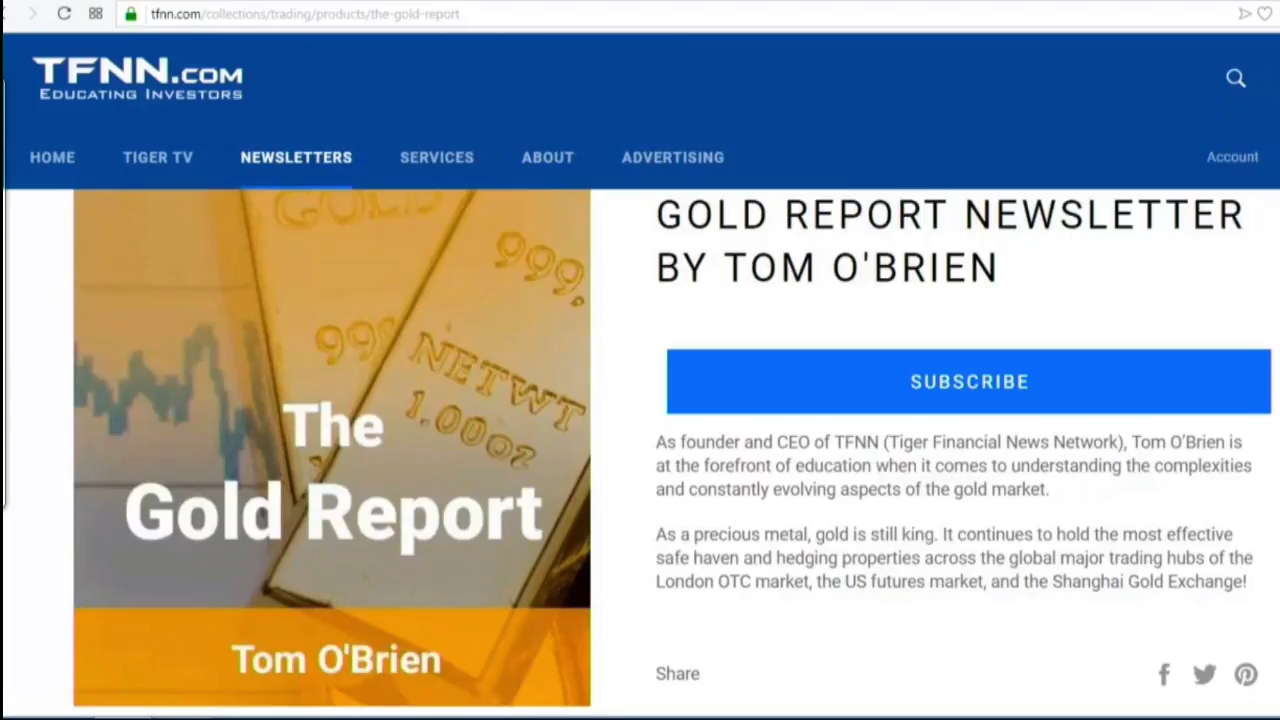 tfnn.com/collections/trading/products/the-gold-report
TFNN.COM
EDUCATING INVESTORS
HOME
TIGER TV
NEWSLETTERS
SERVICES
ABOUT
ADVERTISING
Account
GOLD
999.
999
NETWT
1.00oz
The
Gold Report
Tom O'Brien
GOLD REPORT NEWSLETTER
BY TOM O'BRIEN
SUBSCRIBE
As founder and CEO of TFNN (Tiger Financial News Network), Tom O'Brien is
at the forefront of education when it comes to understanding the complexities
and constantly evolving aspects of the gold market.
As a precious metal, gold is still king. It continues to hold the most effective
safe haven and hedging properties across the global major trading hubs of the
London OTC market, the US futures market, and the Shanghai Gold Exchange!
Share